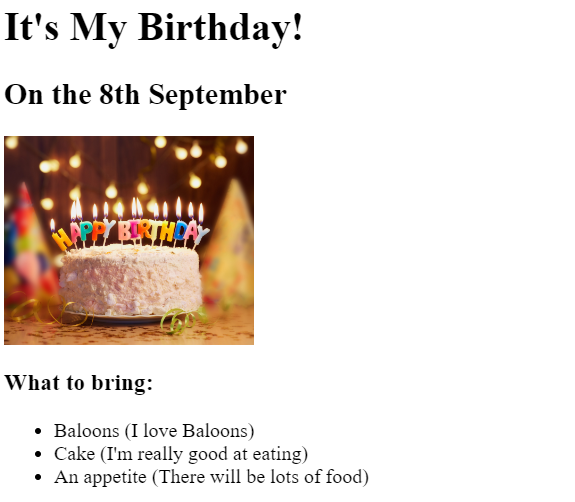 It's My Birthday!
On the 8th September
HAPPY BIRTHDAY
What to bring:
Baloons (I love Baloons)
Cake (I'm really good at eating)
An appetite (There will be lots of food)